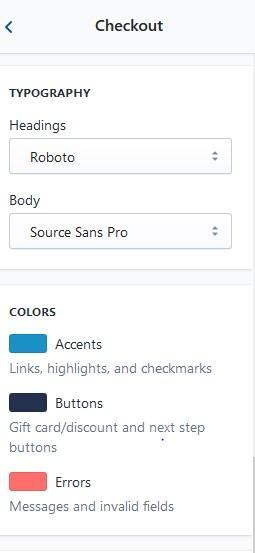 Checkout
TYPOGRAPHY
Headings
Roboto
Body
Source Sans Pro
COLORS
Accents
Links, highlights, and checkmarks
Buttons
Gift card/discount and next step
buttons
Errors
Messages and invalid fields